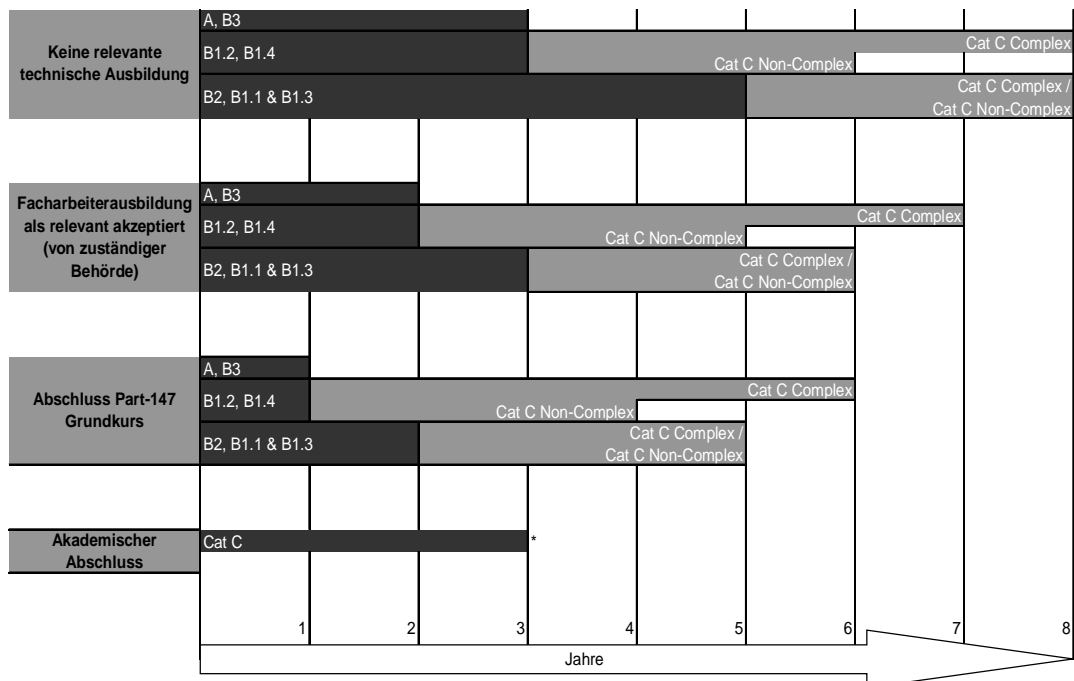 A, B3
Keine relevante
technische Ausbildung
B1.2, B1.4
Cat C Complex
Cat C Non-Complex
B2, B1.1 & B1.3
Cat C Complex /
Cat C Non-Complex
Facharbeiterausbildung
als relevant akzeptiert
(von zuständiger
Behörde)
A, B3
B1.2, B1.4
Cat C Complex
Cat C Non-Complex
B2, B1.1 & B1.3
Cat C Complex /
Cat C Non-Complex
Abschluss Part-147
Grundkurs
A, B3
B1.2, B1.4
Cat C Complex
Cat C Non-Complex
B2, B1.1 & B1.3
Cat C Complex /
Cat C Non-Complex
Akademischer
Abschluss
Cat C *
1 2 3 4 5 6 7 8
Jahre